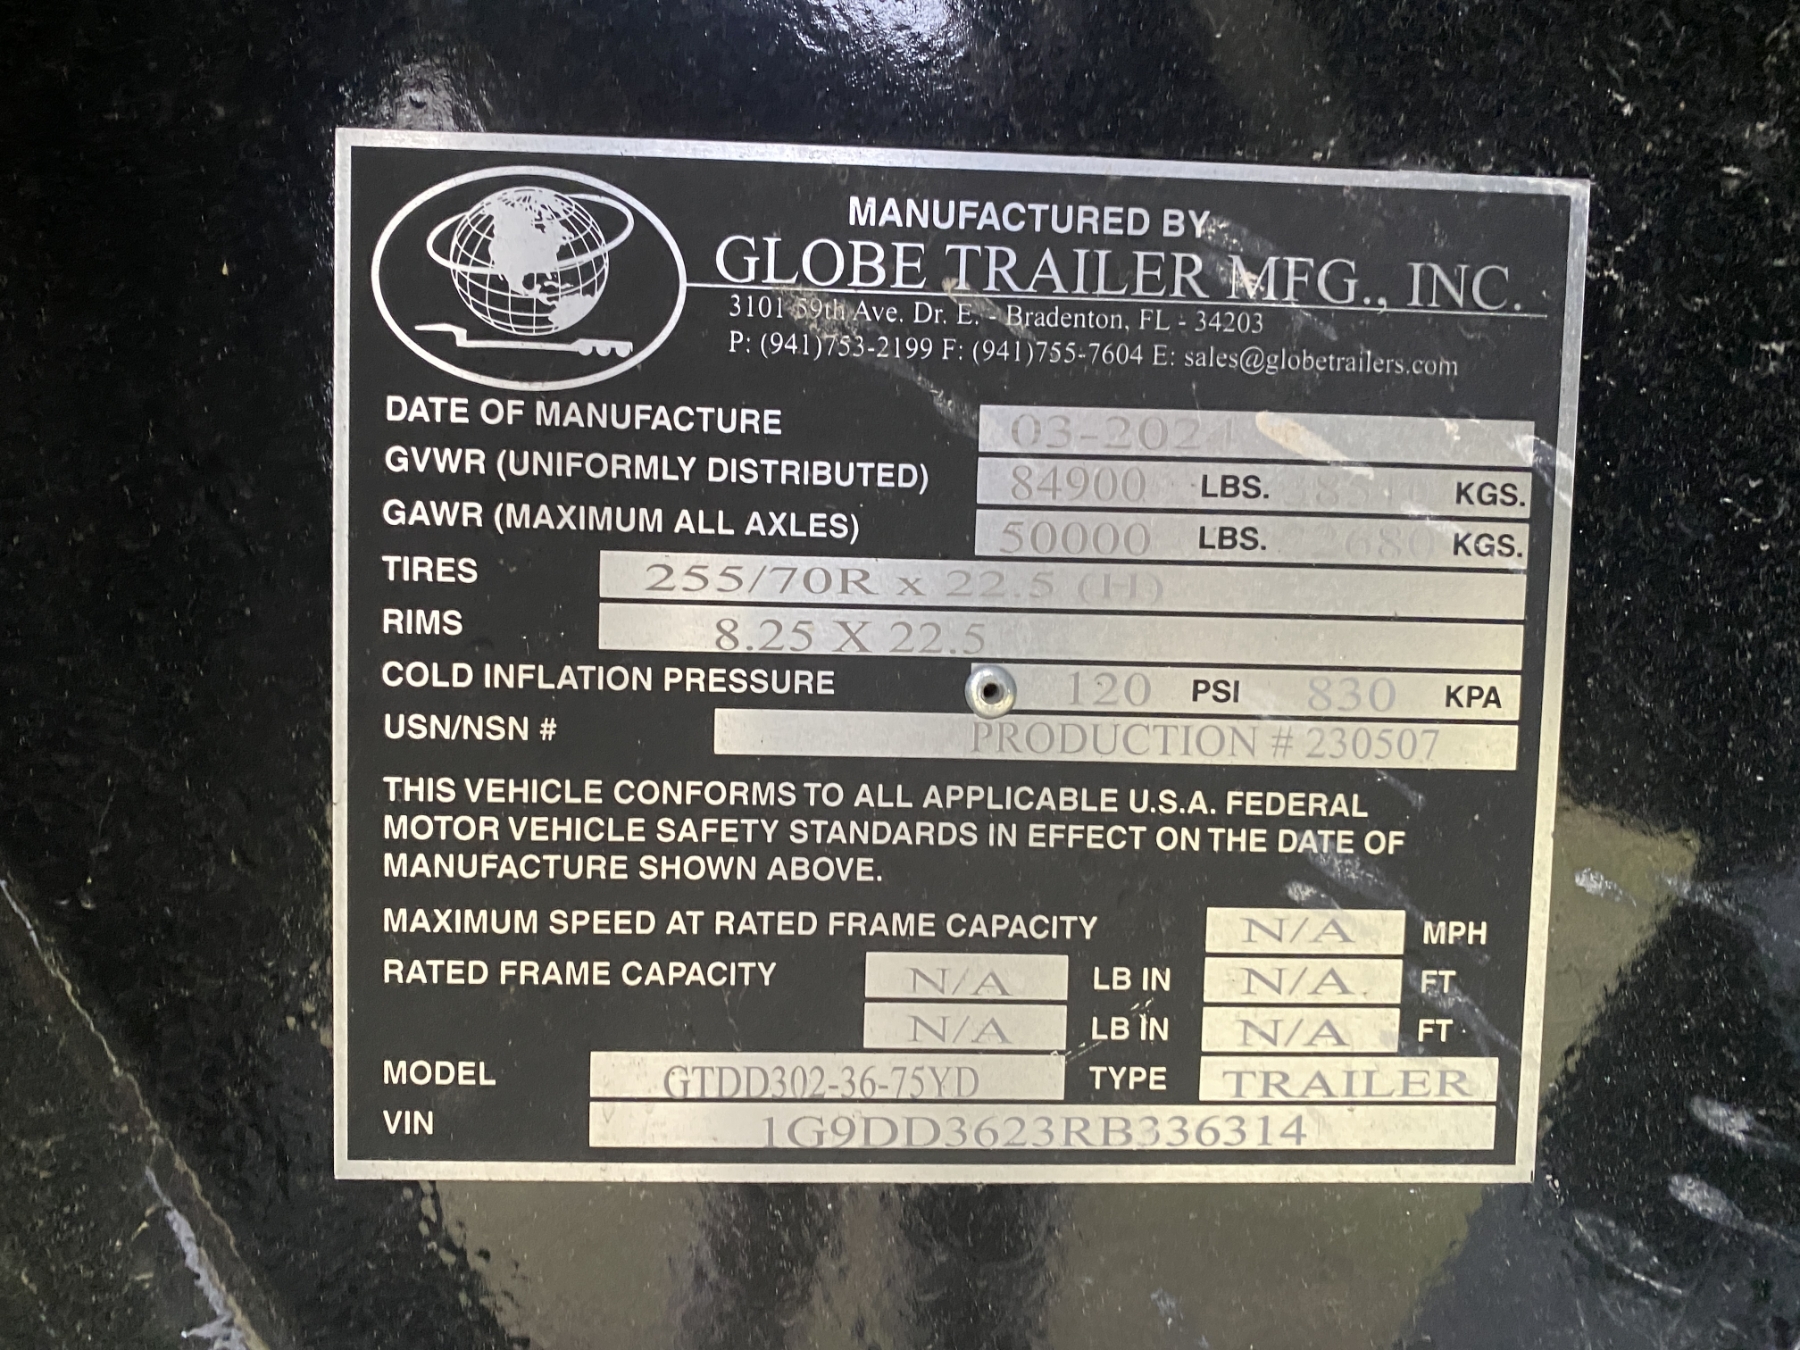 MANUFACTURED BY
GLOBE TRAILER MFG., INC.
3101 59th Ave. Dr. E. - Bradenton, FL - 34203
P: (941)753-2199 F: (941)755-7604 E: sales@globetrailers.com
DATE OF MANUFACTURE 03-2024
GVWR (UNIFORMLY DISTRIBUTED) 84900 LBS. KGS.
GAWR (MAXIMUM ALL AXLES) 50000 LBS. 22680 KGS.
TIRES 255/70R x 22.5 (H)
RIMS 8.25 X 22.5
COLD INFLATION PRESSURE 120 PSI 830 KPA
USN/NSN # PRODUCTION # 230507
THIS VEHICLE CONFORMS TO ALL APPLICABLE U.S.A. FEDERAL
MOTOR VEHICLE SAFETY STANDARDS IN EFFECT ON THE DATE OF
MANUFACTURE SHOWN ABOVE.
MAXIMUM SPEED AT RATED FRAME CAPACITY N/A MPH
RATED FRAME CAPACITY N/A LB IN N/A FT
N/A LB IN N/A FT
MODEL GTDD302-36-75YD TYPE TRAILER
VIN 1G9DD3623RB336314